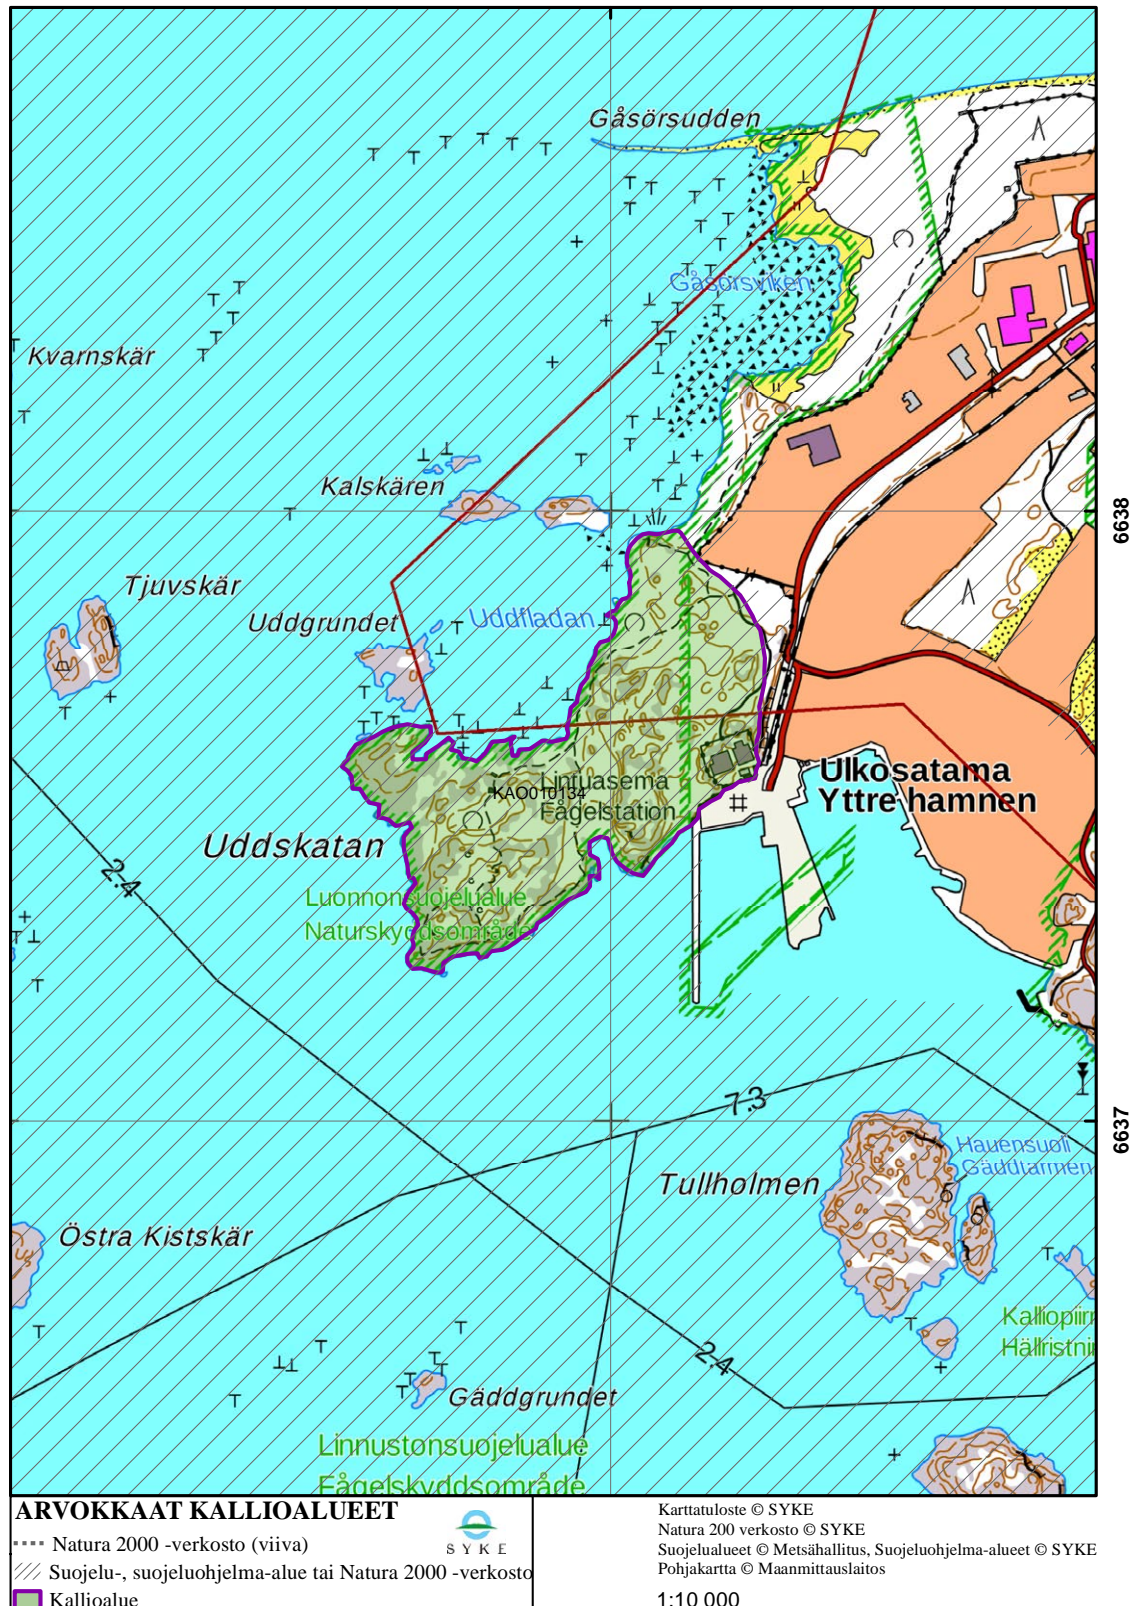 Gåsörsudden
Gåsörsviken
Kvarnskär
Kalskären
6638
Tjuvskär
Uddgrundet
Uddfladan
Lintuasema
KAO010134
Fågelstation
Ulkosatama
Yttre hamnen
Uddskatan
2.4
Luonnonsuojelualue
Naturskyddsområde
7.3
6637
Hauensuoli
Gäddtarmen
Tullholmen
Östra Kistskär
Kalliopiirr
Hällristnin
2.4
Gäddgrundet
Linnustonsuojelualue
Fågelskyddsområde
ARVOKKAAT KALLIOALUEET
Natura 2000 -verkosto (viiva)
SYKE
Suojelu-, suojeluohjelma-alue tai Natura 2000 -verkosto
Kallioalue
Karttatuloste © SYKE
Natura 200 verkosto © SYKE
Suojelualueet © Metsähallitus, Suojeluohjelma-alueet © SYKE
Pohjakartta © Maanmittauslaitos
1:10 000